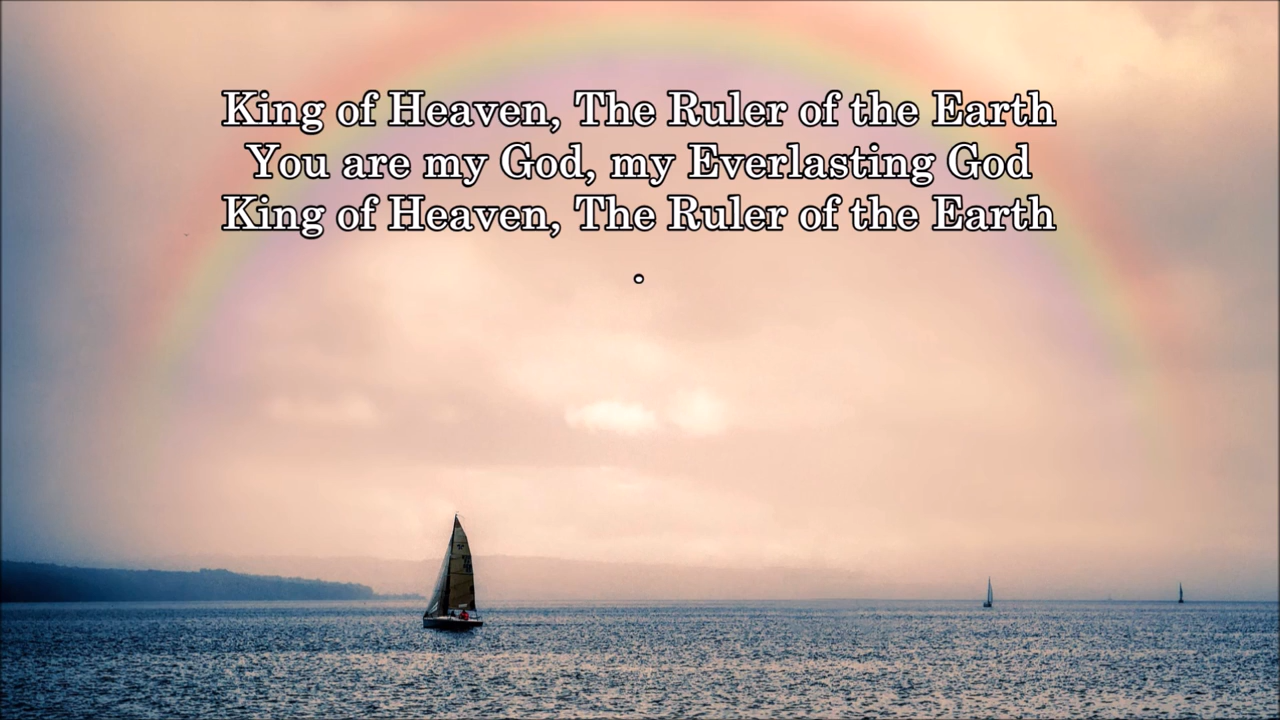 King of Heaven, The Ruler of the Earth
You are my God, my Everlasting God
King of Heaven, The Ruler of the Earth
.